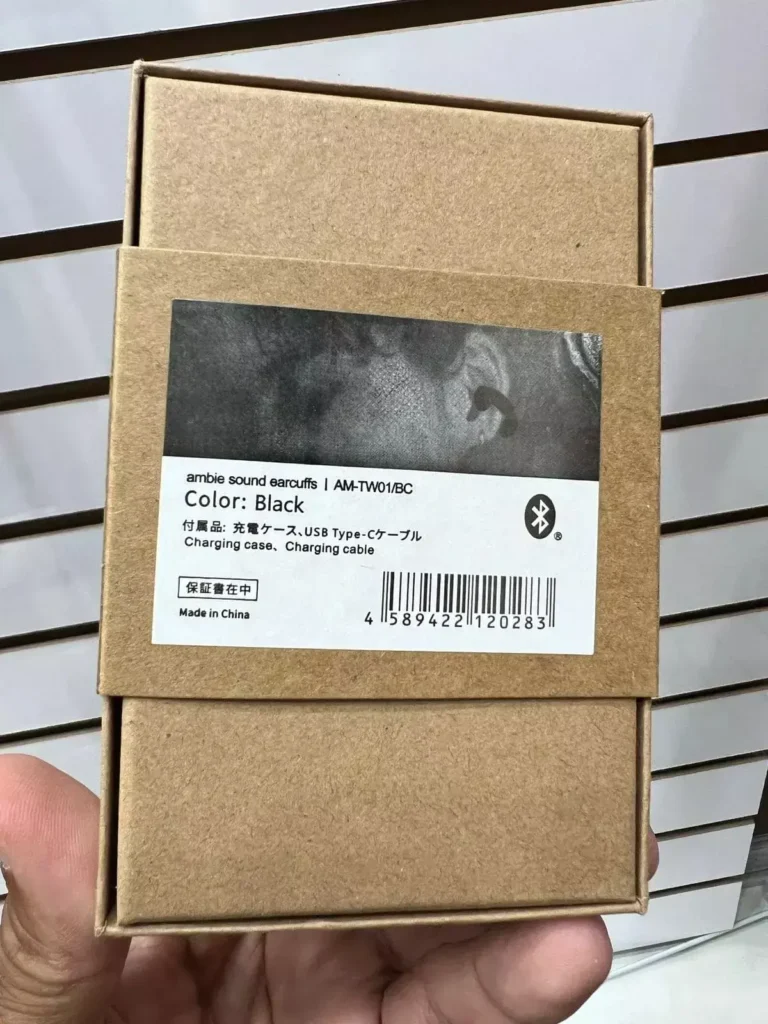 ambie sound earcuffs | AM-TW01/BC
Color: Black
付属品: 充電ケース、USB Type-Cケーブル
Charging case、Charging cable
保証書在中
Made in China
4 589422 120283
®